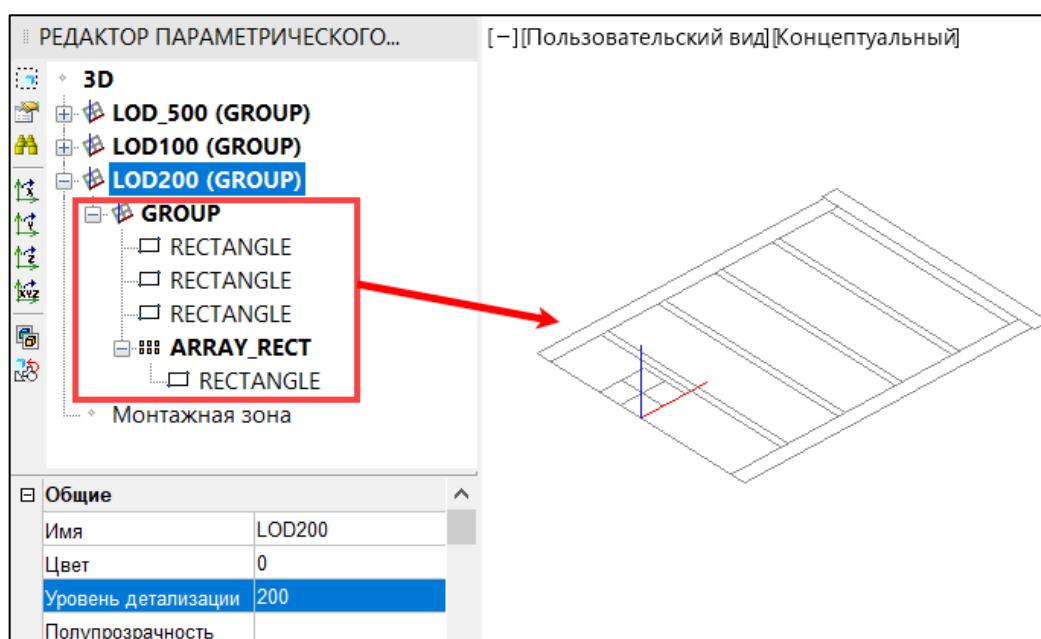 РЕДАКТОР ПАРАМЕТРИЧЕСКОГО...
[−][Пользовательский вид][Концептуальный]
3D
LOD_500 (GROUP)
LOD100 (GROUP)
LOD200 (GROUP)
GROUP
RECTANGLE
RECTANGLE
RECTANGLE
ARRAY_RECT
RECTANGLE
Монтажная зона
Общие
Имя LOD200
Цвет 0
Уровень детализации 200
Полупрозрачность